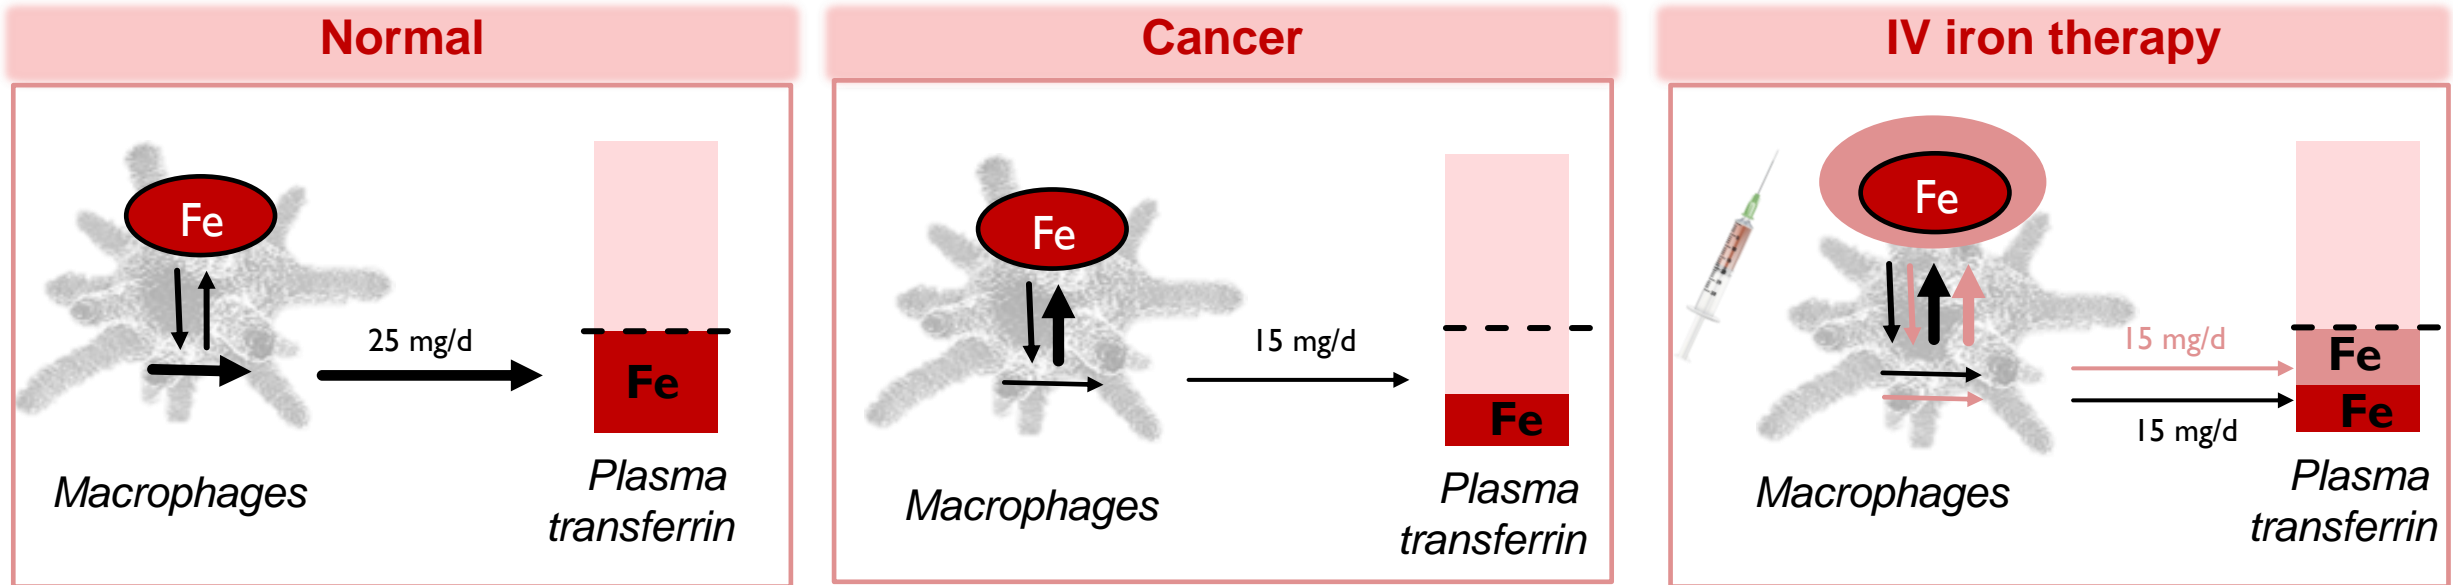 Normal
Fe
25 mg/d
Fe
Macrophages
Plasma
transferrin
Cancer
Fe
15 mg/d
Fe
Macrophages
Plasma
transferrin
IV iron therapy
Fe
15 mg/d
Fe
Fe
15 mg/d
Macrophages
Plasma
transferrin